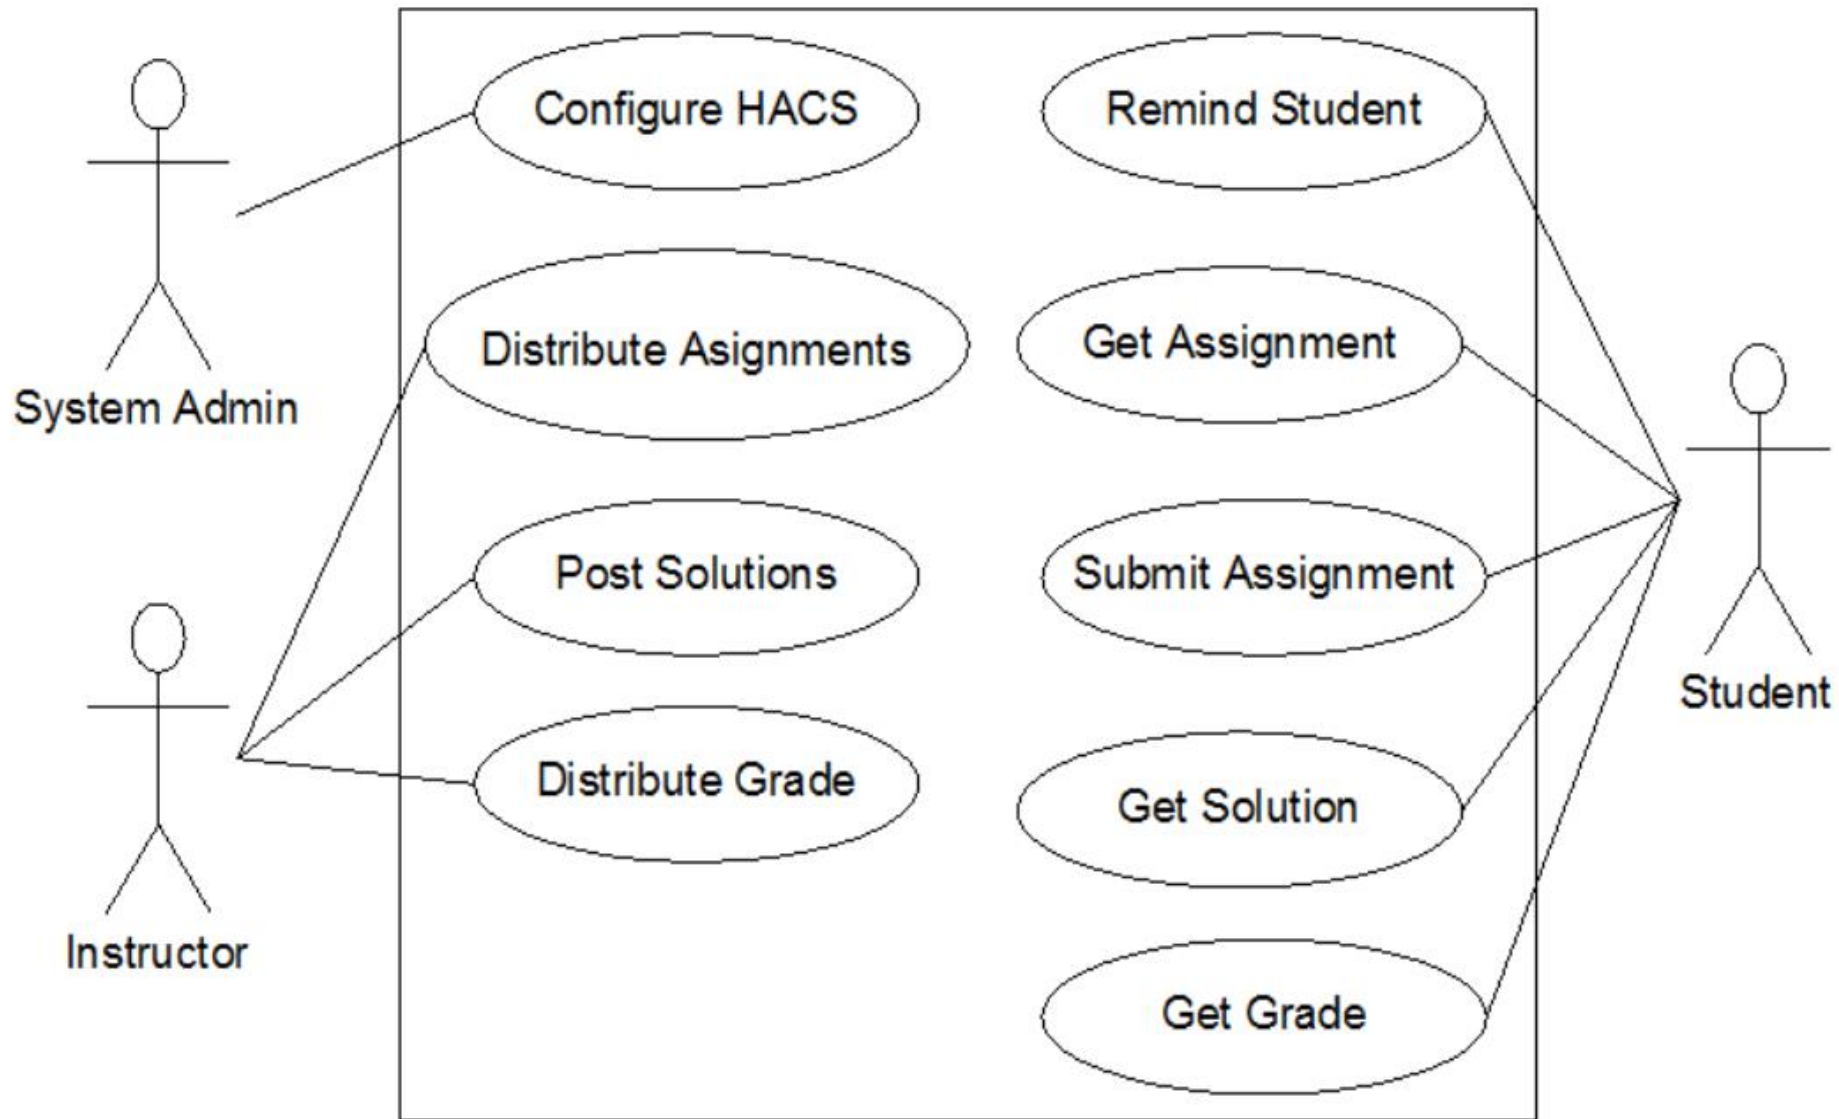 Configure HACS
Remind Student
Distribute Asignments
Get Assignment
System Admin
Post Solutions
Submit Assignment
Student
Distribute Grade
Get Solution
Instructor
Get Grade